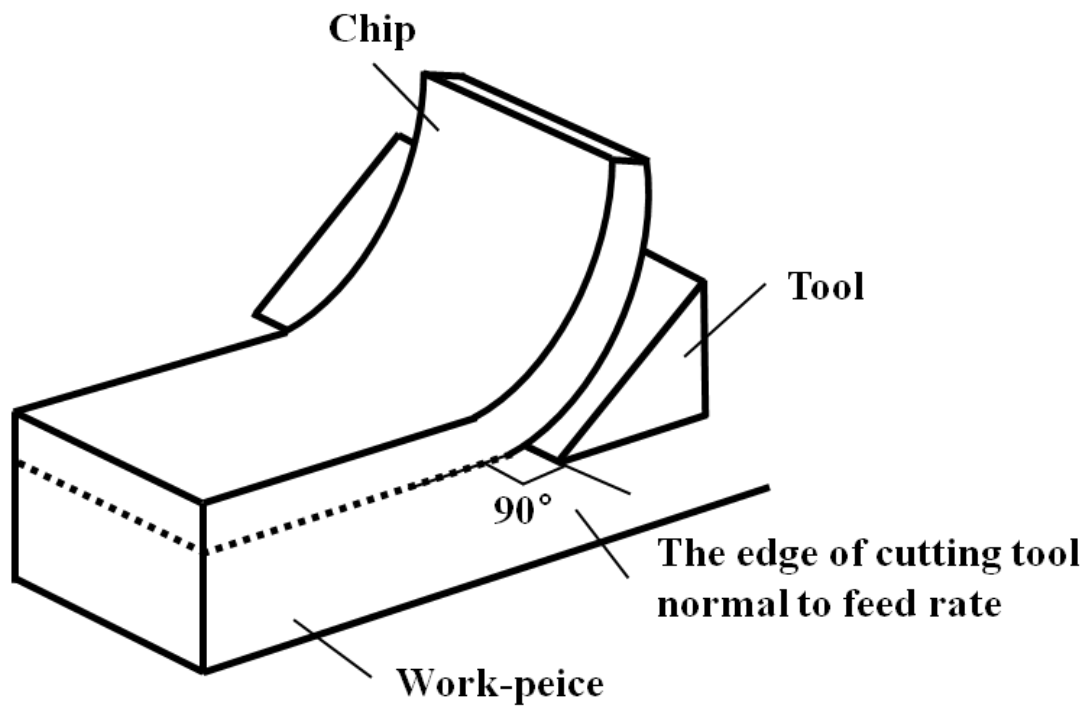 Chip
Tool
90°
The edge of cutting tool
normal to feed rate
Work-peice